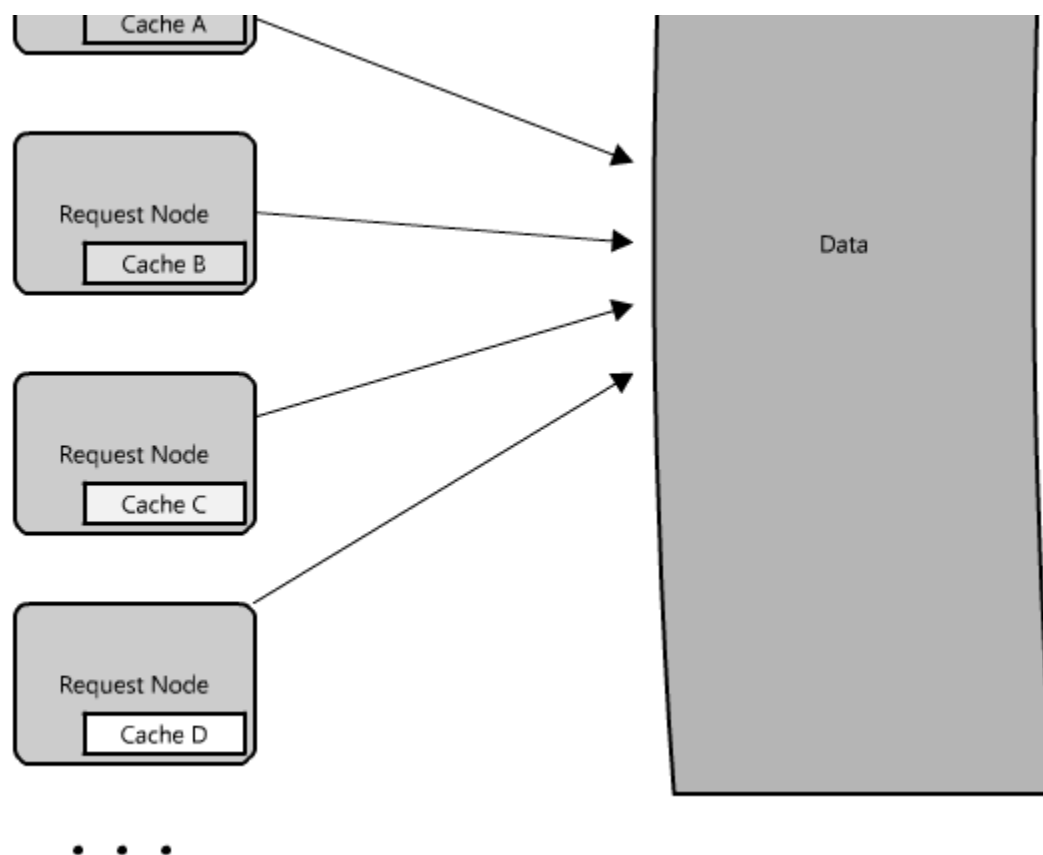 Cache A
Request Node
Cache B
Data
Request Node
Cache C
Request Node
Cache D
. . .